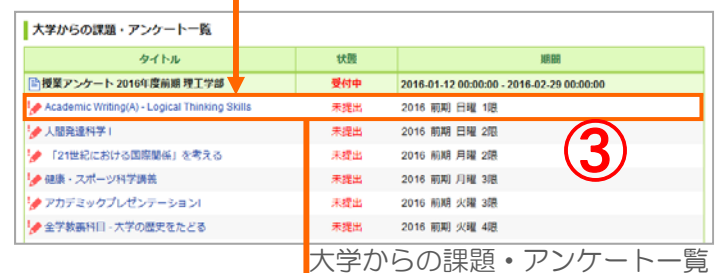 大学からの課題・アンケート一覧
タイトル 状態 期間
授業アンケート 2016年度前期 理工学部 受付中 2016-01-12 00:00:00 - 2016-02-29 00:00:00
Academic Writing(A) - Logical Thinking Skills 未提出 2016 前期 日曜 1限
人間発達科学 I 未提出 2016 前期 日曜 2限
「21世紀における国際関係」を考える 未提出 2016 前期 月曜 2限
健康・スポーツ科学講義 未提出 2016 前期 月曜 3限
アカデミックプレゼンテーションI 未提出 2016 前期 火曜 3限
全学教養科目 - 大学の歴史をたどる 未提出 2016 前期 火曜 4限
③
大学からの課題・アンケート一覧